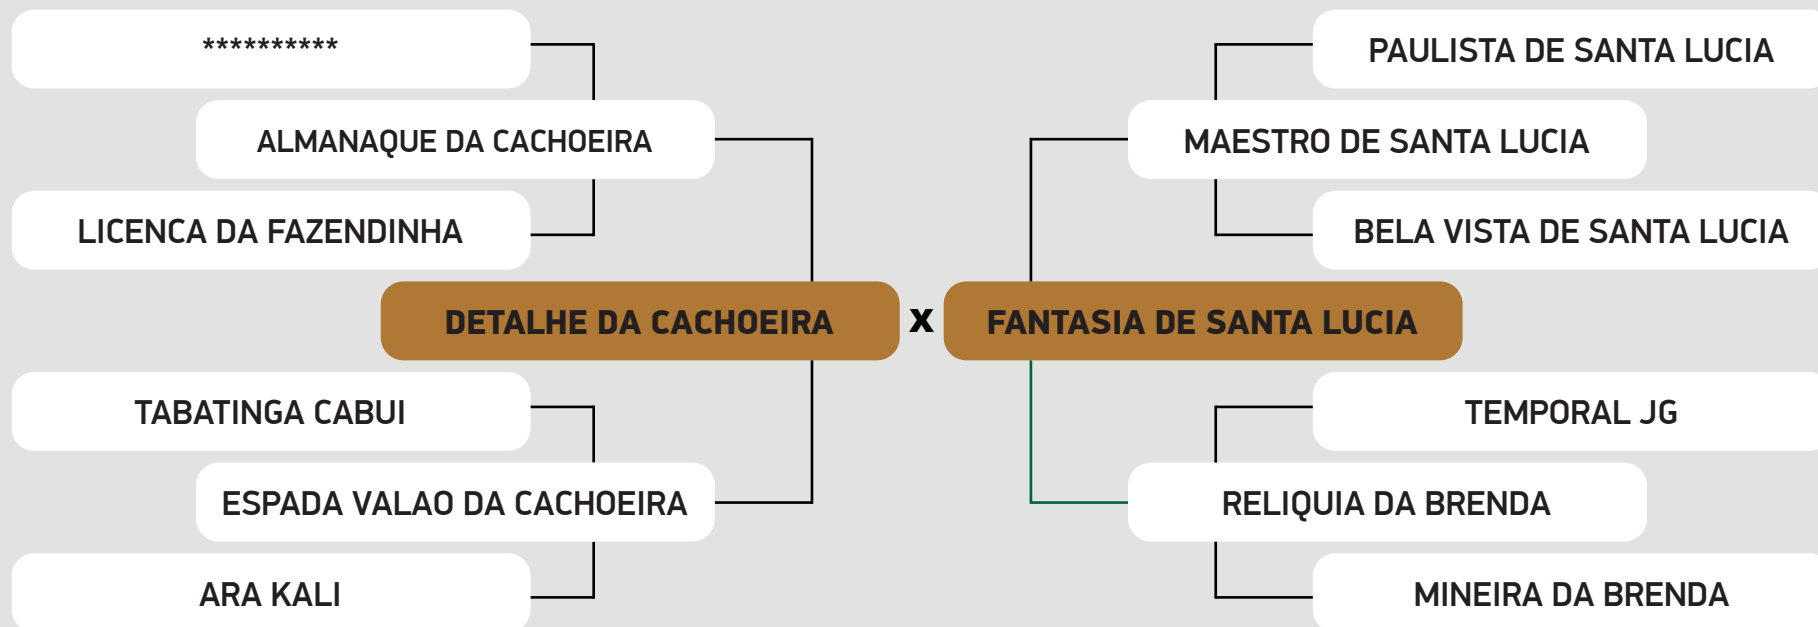 **********
PAULISTA DE SANTA LUCIA
ALMANAQUE DA CACHOEIRA
MAESTRO DE SANTA LUCIA
LICENCA DA FAZENDINHA
BELA VISTA DE SANTA LUCIA
DETALHE DA CACHOEIRA x FANTASIA DE SANTA LUCIA
TABATINGA CABUI
TEMPORAL JG
ESPADA VALAO DA CACHOEIRA
RELIQUIA DA BRENDA
ARA KALI
MINEIRA DA BRENDA